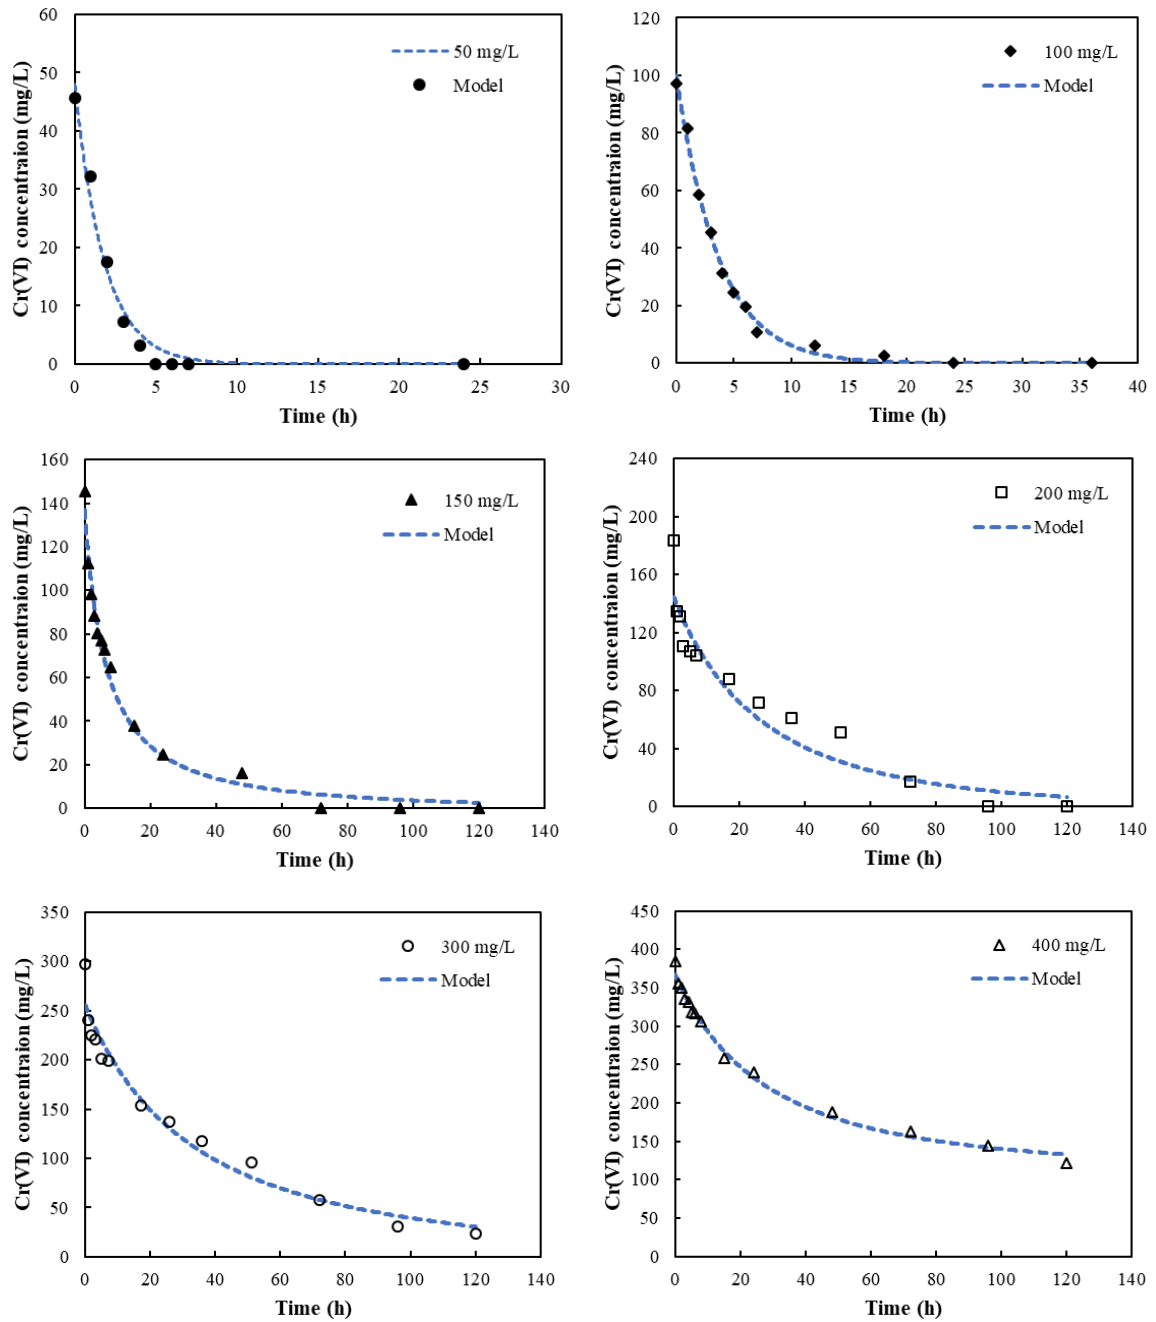 60
50
40
30
20
10
0
Cr(VI) concentraion (mg/L)
50 mg/L
Model
0 5 10 15 20 25 30
Time (h)
120
100
80
60
40
20
0
Cr(VI) concentraion (mg/L)
100 mg/L
Model
0 5 10 15 20 25 30 35 40
Time (h)
160
140
120
100
80
60
40
20
0
Cr(VI) concentraion (mg/L)
150 mg/L
Model
0 20 40 60 80 100 120 140
Time (h)
240
200
160
120
80
40
0
Cr(VI) concentraion (mg/L)
200 mg/L
Model
0 20 40 60 80 100 120 140
Time (h)
350
300
250
200
150
100
50
0
Cr(VI) concentraion (mg/L)
300 mg/L
Model
0 20 40 60 80 100 120 140
Time (h)
450
400
350
300
250
200
150
100
50
0
Cr(VI) concentraion (mg/L)
400 mg/L
Model
0 20 40 60 80 100 120 140
Time (h)